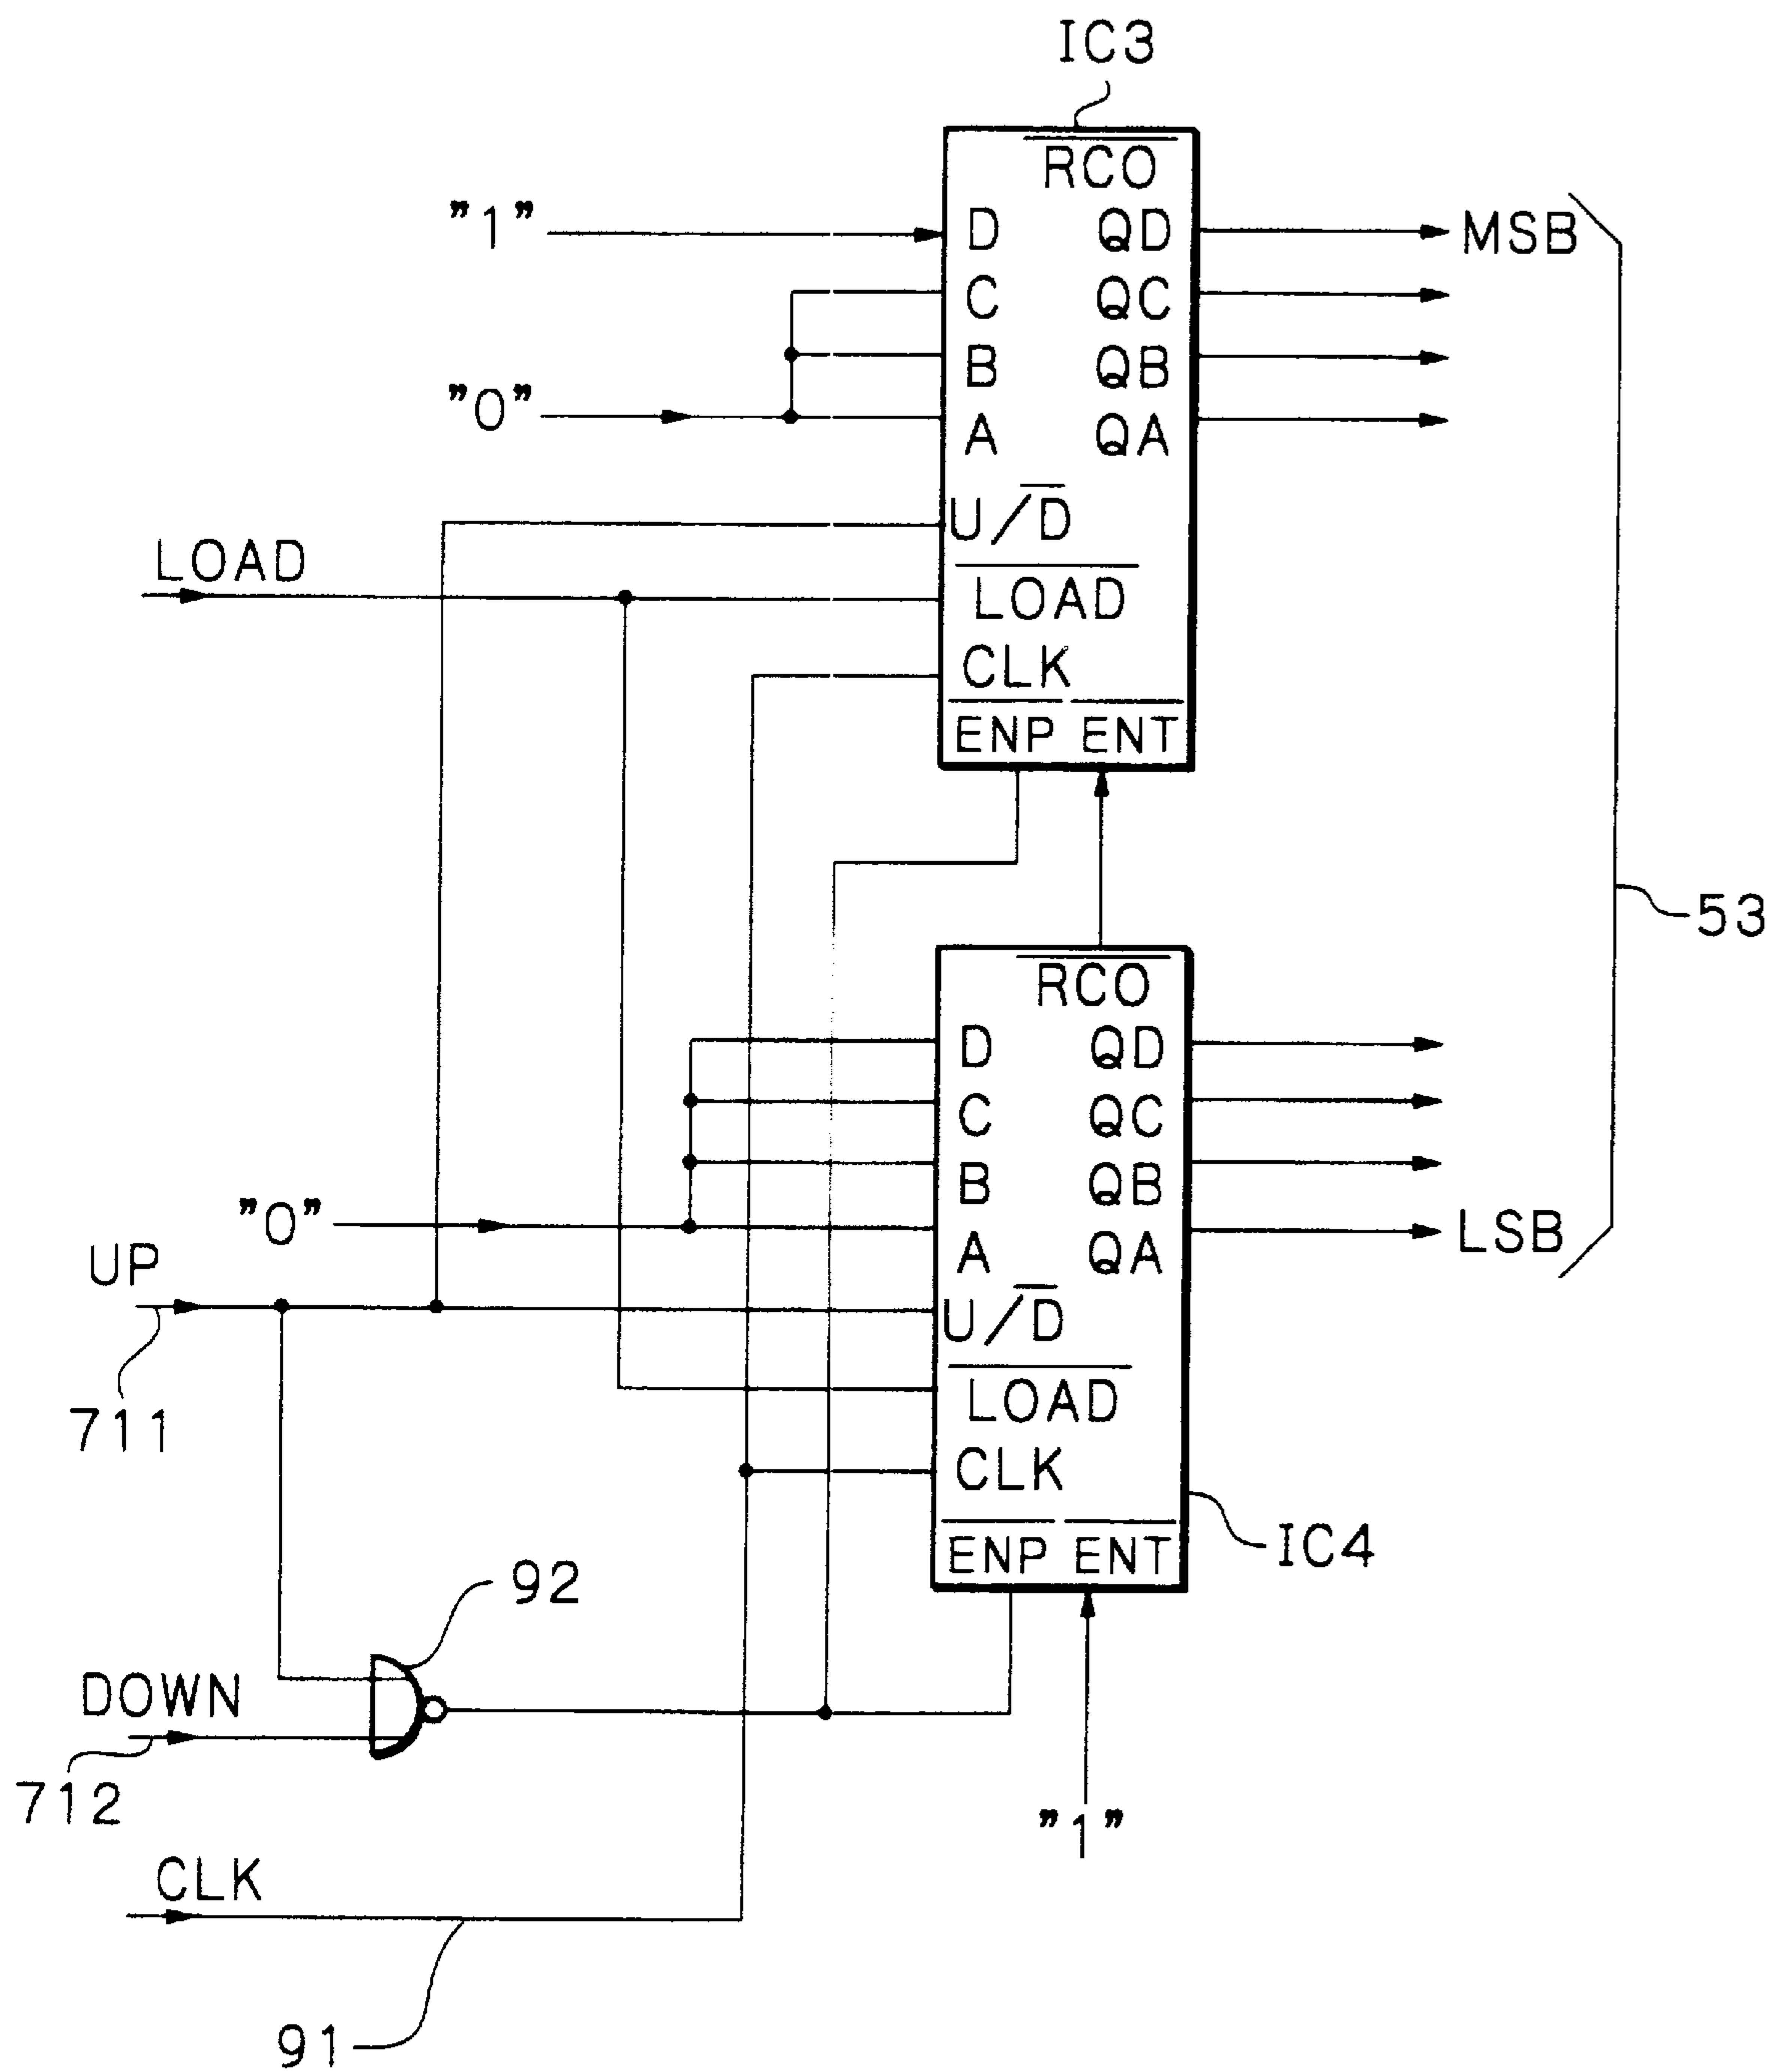 IC3
RCO
"1" D QD MSB
C QC
B QB
"0" A QA
U/D
LOAD LOAD
CLK
ENP ENT
53
RCO
D QD
C QC
B QB
"0" A QA LSB
UP U/D
711 LOAD
CLK
ENP ENT IC4
92
DOWN
712
"1"
CLK
91